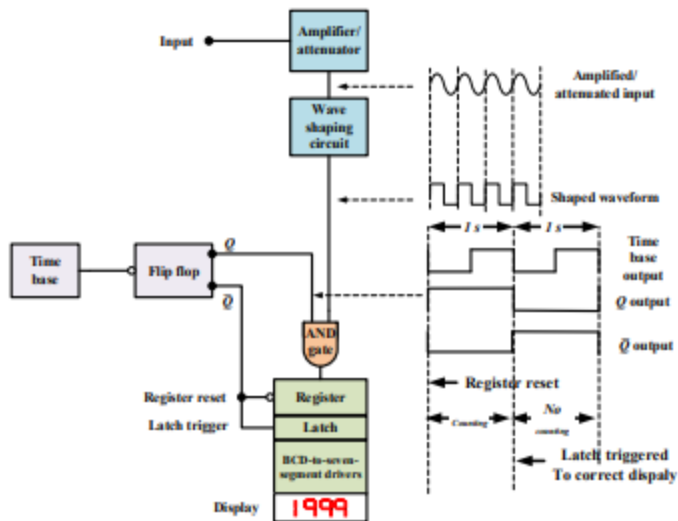 Input
Amplifier/
attenuator
Wave
shaping
circuit
Amplified/
attenuated input
Shaped waveform
1 s
1 s
Time
base
output
Time
base
Flip flop
Q
Q̄
Q output
Q̄ output
AND
gate
Register reset
Latch trigger
Register
Latch
BCD-to-seven-
segment drivers
Display
1999
Register reset
Counting
No
counting
Latch triggered
To correct dispaly